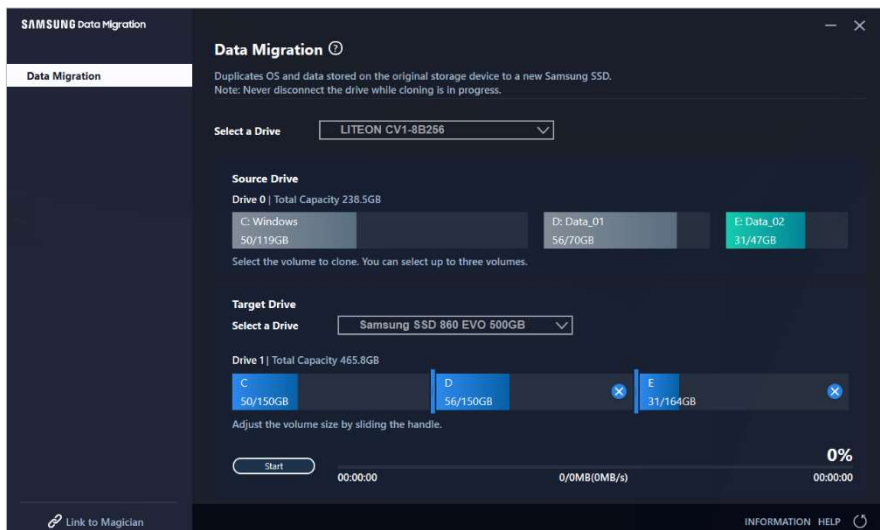 SAMSUNG Data Migration
Data Migration
Data Migration ?
Duplicates OS and data stored on the original storage device to a new Samsung SSD.
Note: Never disconnect the drive while cloning is in progress.
Select a Drive LITEON CV1-8B256
Source Drive
Drive 0 | Total Capacity 238.5GB
C: Windows D: Data_01 E: Data_02
50/119GB 56/70GB 31/47GB
Select the volume to clone. You can select up to three volumes.
Target Drive
Select a Drive Samsung SSD 860 EVO 500GB
Drive 1 | Total Capacity 465.8GB
C D E
50/150GB 56/150GB 31/164GB
Adjust the volume size by sliding the handle.
0%
Start
00:00:00 0/0MB(0MB/s) 00:00:00
Link to Magician INFORMATION HELP